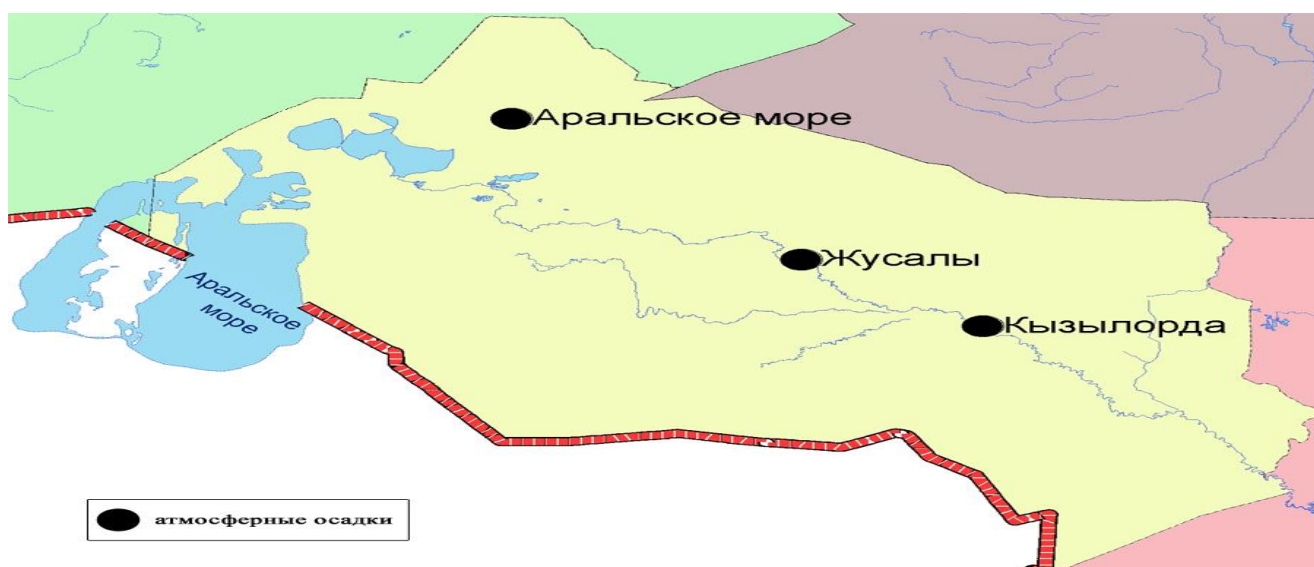 Аральское море
Жусалы
Аральское
море
Кызылорда
атмосферные осадки